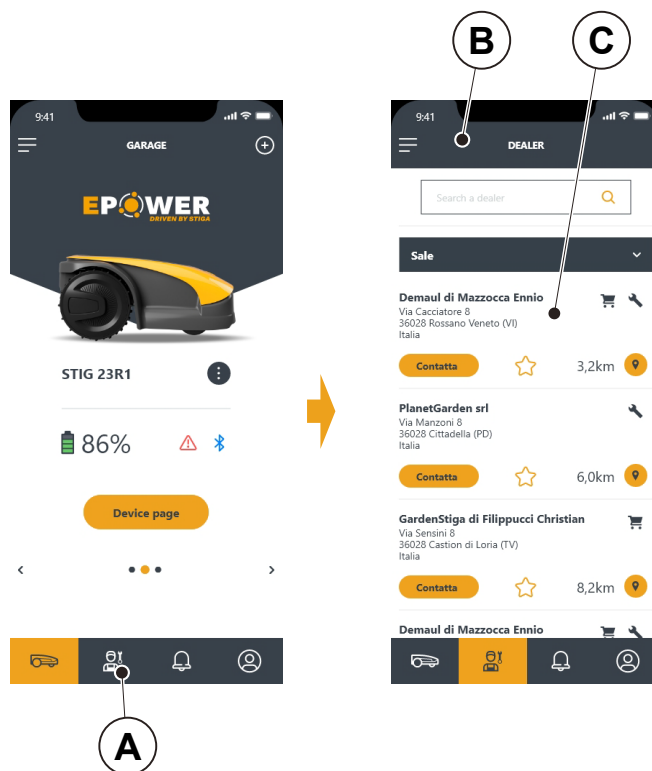 B
C
9:41
GARAGE
EPOWER
DRIVEN BY STIGA
STIG 23R1
86%
Device page
A
9:41
DEALER
Search a dealer
Sale
Demaul di Mazzocca Ennio
Via Cacciatore 8
36028 Rossano Veneto (VI)
Italia
Contatta
3,2km
PlanetGarden srl
Via Manzoni 8
36028 Cittadella (PD)
Italia
Contatta
6,0km
GardenStiga di Filippucci Christian
Via Sensini 8
36028 Castion di Loria (TV)
Italia
Contatta
8,2km
Demaul di Mazzocca Ennio